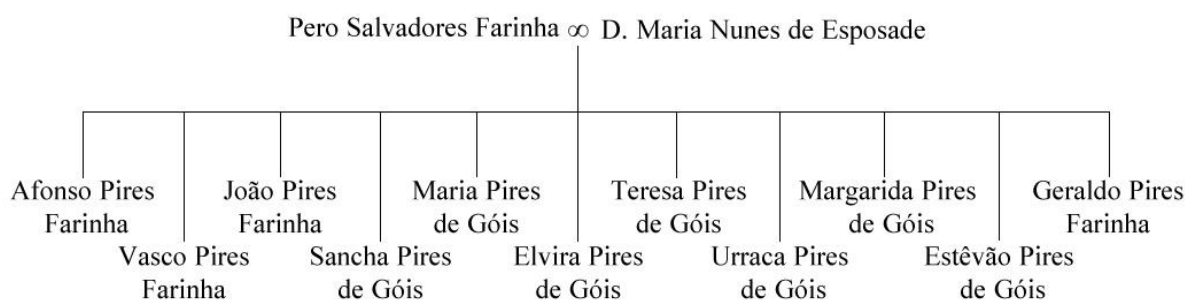 Pero Salvadores Farinha ∞ D. Maria Nunes de Esposade
Afonso Pires
Farinha
Vasco Pires
Farinha
João Pires
Farinha
Sancha Pires
de Góis
Maria Pires
de Góis
Elvira Pires
de Góis
Teresa Pires
de Góis
Urraca Pires
de Góis
Margarida Pires
de Góis
Estêvão Pires
de Góis
Geraldo Pires
Farinha